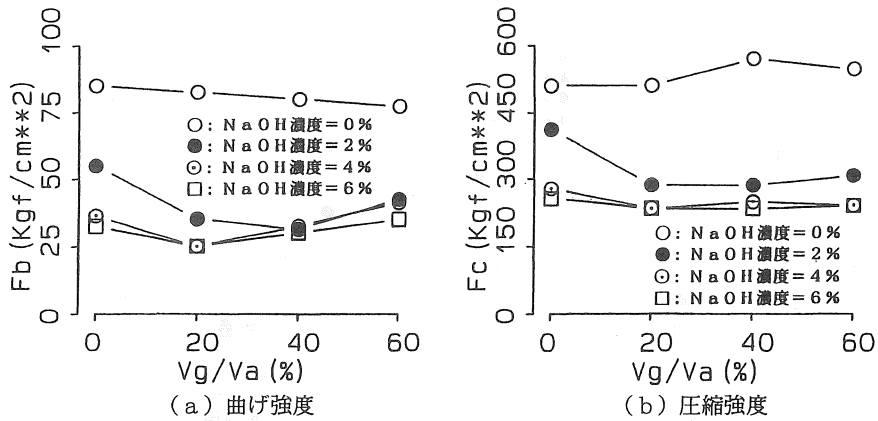 Fb (Kgf/cm**2)
100
75
50
25
0
○: NaOH濃度=0%
●: NaOH濃度=2%
⊙: NaOH濃度=4%
□: NaOH濃度=6%
0 20 40 60
Vg/Va (%)
(a) 曲げ強度
Fc (Kgf/cm**2)
600
450
300
150
0
○: NaOH濃度=0%
●: NaOH濃度=2%
⊙: NaOH濃度=4%
□: NaOH濃度=6%
0 20 40 60
Vg/Va (%)
(b) 圧縮強度